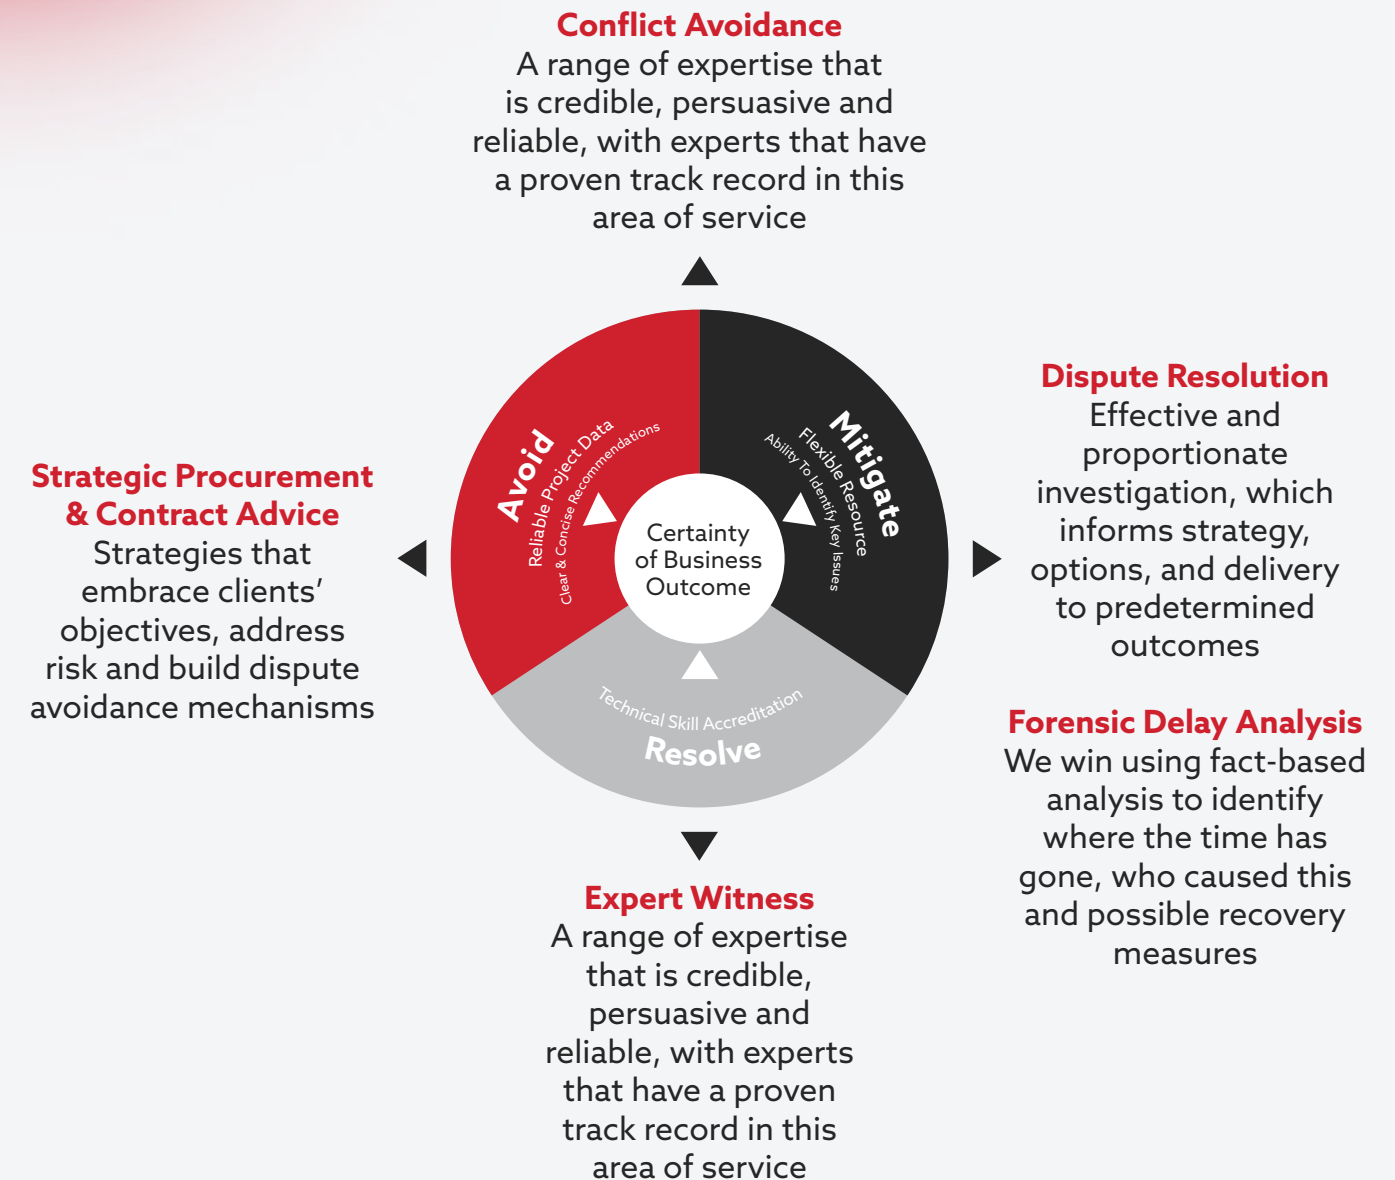 Conflict Avoidance
A range of expertise that
is credible, persuasive and
reliable, with experts that have
a proven track record in this
area of service
Strategic Procurement
& Contract Advice
Strategies that
embrace clients’
objectives, address
risk and build dispute
avoidance mechanisms
Avoid
Reliable Project Data
Clear & Concise Recommendations
Mitigate
Flexible Resource
Ability To Identify Key Issues
Certainty
of Business
Outcome
Technical Skill Accreditation
Resolve
Dispute Resolution
Effective and
proportionate
investigation, which
informs strategy,
options, and delivery
to predetermined
outcomes
Forensic Delay Analysis
We win using fact-based
analysis to identify
where the time has
gone, who caused this
and possible recovery
measures
Expert Witness
A range of expertise
that is credible,
persuasive and
reliable, with experts
that have a proven
track record in this
area of service